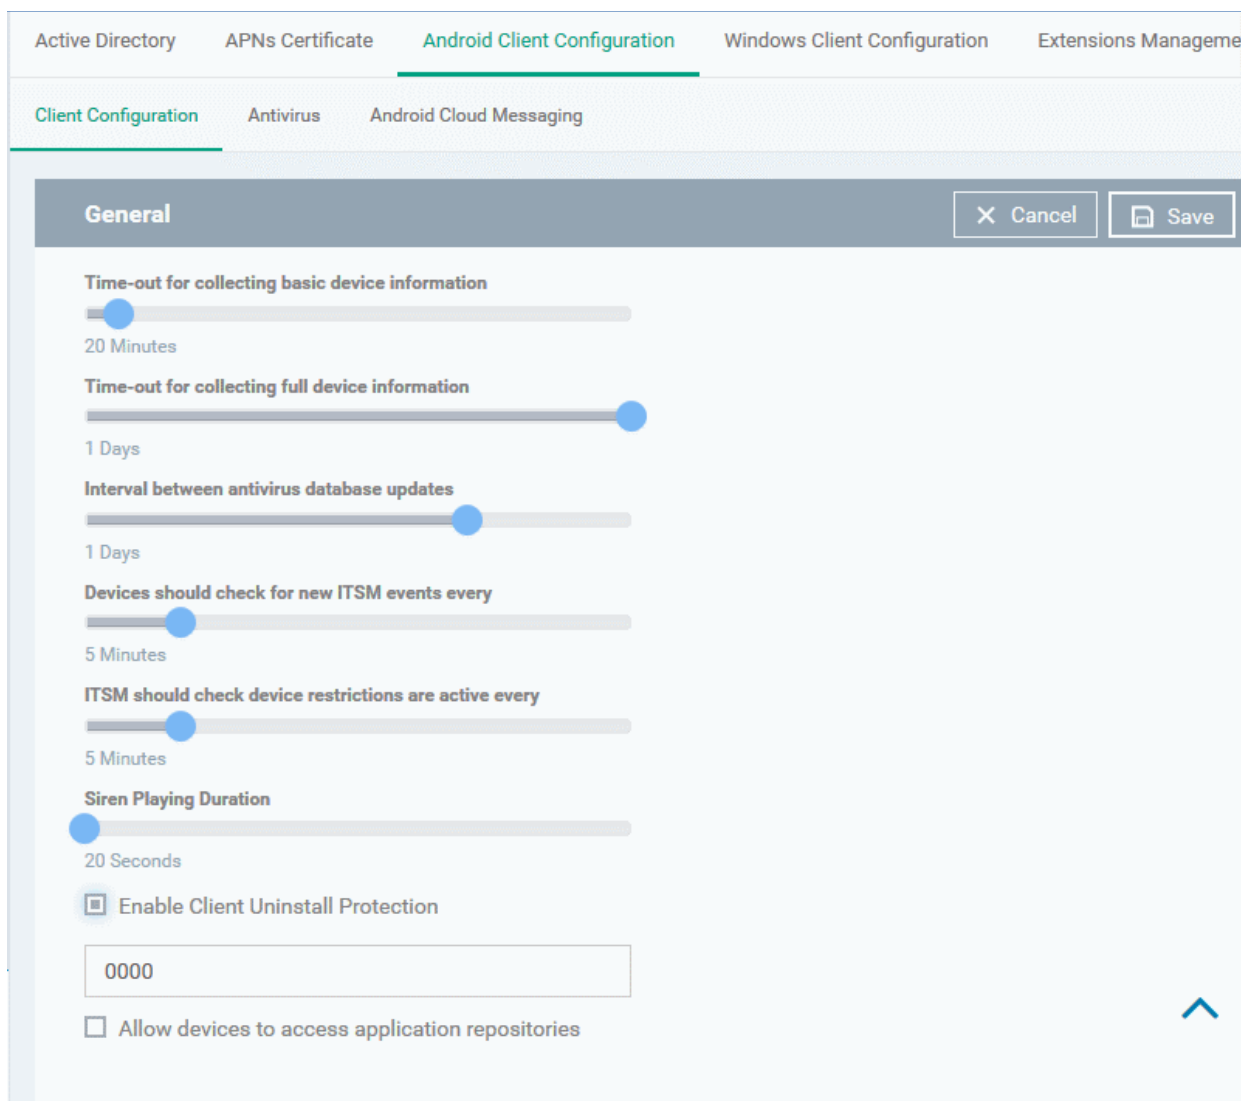 Active Directory APNs Certificate Android Client Configuration Windows Client Configuration Extensions Manageme
Client Configuration Antivirus Android Cloud Messaging
General Cancel Save
Time-out for collecting basic device information
20 Minutes
Time-out for collecting full device information
1 Days
Interval between antivirus database updates
1 Days
Devices should check for new ITSM events every
5 Minutes
ITSM should check device restrictions are active every
5 Minutes
Siren Playing Duration
20 Seconds
Enable Client Uninstall Protection
0000
Allow devices to access application repositories